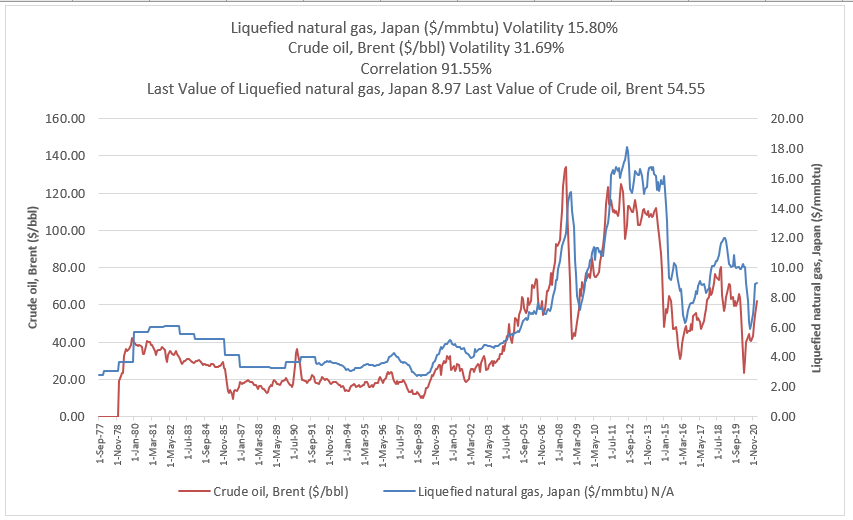 Liquefied natural gas, Japan ($/mmbtu) Volatility 15.80%
Crude oil, Brent ($/bbl) Volatility 31.69%
Correlation 91.55%
Last Value of Liquefied natural gas, Japan 8.97 Last Value of Crude oil, Brent 54.55
Crude oil, Brent ($/bbl)
160.00
140.00
120.00
100.00
80.00
60.00
40.00
20.00
0.00
20.00
18.00
16.00
14.00
12.00
10.00
8.00
6.00
4.00
2.00
0.00
Liquefied natural gas, Japan ($/mmbtu)
1-Sep-77
1-Nov-78
1-Jan-80
1-Mar-81
1-May-82
1-Jul-83
1-Sep-84
1-Nov-85
1-Jan-87
1-Mar-88
1-May-89
1-Jul-90
1-Sep-91
1-Nov-92
1-Jan-94
1-Mar-95
1-May-96
1-Jul-97
1-Sep-98
1-Nov-99
1-Jan-01
1-Mar-02
1-May-03
1-Jul-04
1-Sep-05
1-Nov-06
1-Jan-08
1-Mar-09
1-May-10
1-Jul-11
1-Sep-12
1-Nov-13
1-Jan-15
1-Mar-16
1-May-17
1-Jul-18
1-Sep-19
1-Nov-20
Crude oil, Brent ($/bbl)
Liquefied natural gas, Japan ($/mmbtu) N/A